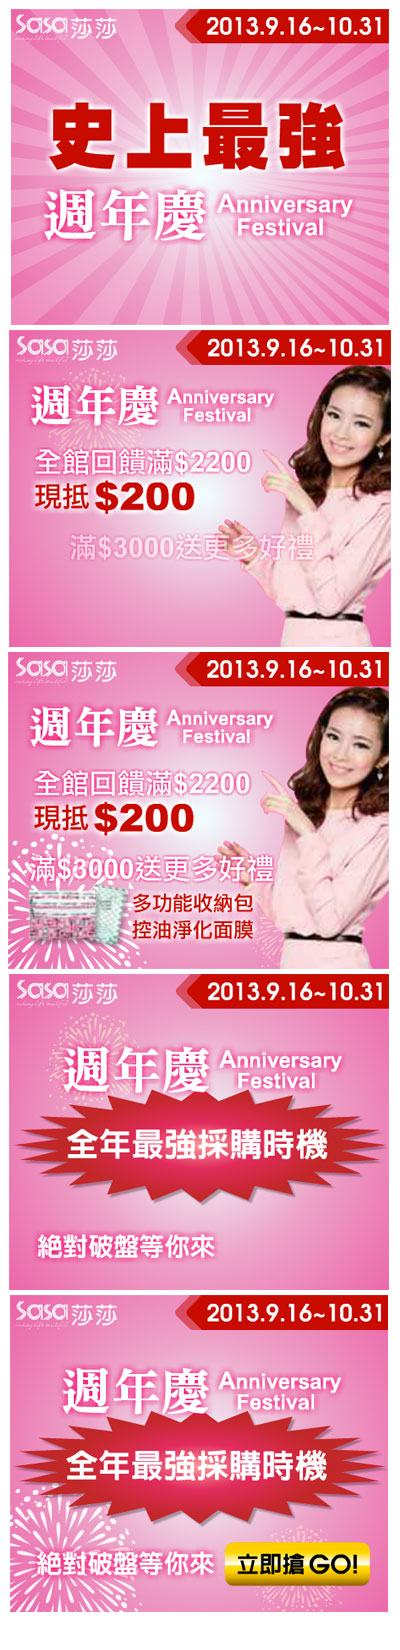 sasa莎莎 2013.9.16~10.31
史上最強
週年慶 Anniversary
Festival
sasa莎莎 2013.9.16~10.31
週年慶 Anniversary
Festival
全館回饋滿$2200
現抵 $200
滿$3000送更多好禮
sasa莎莎 2013.9.16~10.31
週年慶 Anniversary
Festival
全館回饋滿$2200
現抵 $200
滿$3000送更多好禮
多功能收納包
控油淨化面膜
sasa莎莎 2013.9.16~10.31
週年慶 Anniversary
Festival
全年最強採購時機
絕對破盤等你來
sasa莎莎 2013.9.16~10.31
週年慶 Anniversary
Festival
全年最強採購時機
絕對破盤等你來 立即搶GO!